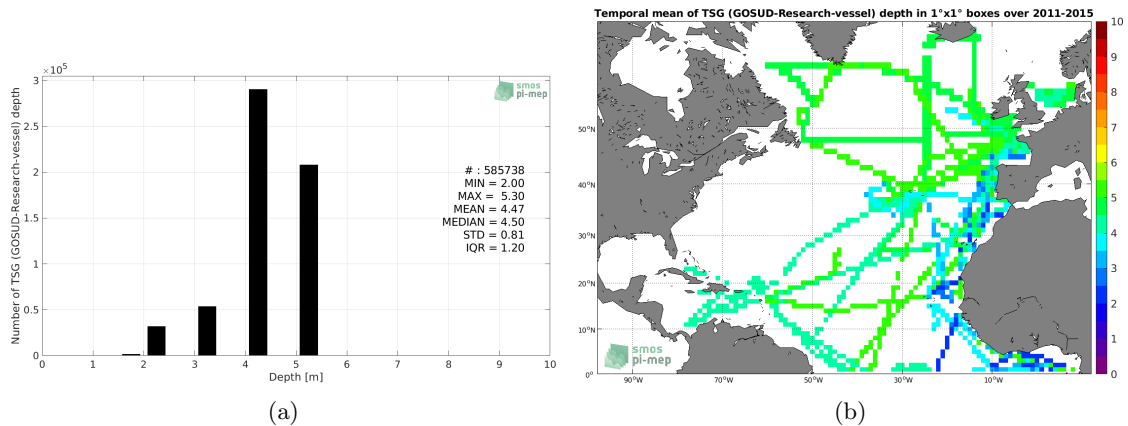 Temporal mean of TSG (GOSUD-Research-vessel) depth in 1°x1° boxes over 2011-2015
×10⁵
Number of TSG (GOSUD-Research-vessel) depth
3
2.5
2
1.5
1
0.5
0
0 1 2 3 4 5 6 7 8 9 10
Depth [m]
smos
pi-mep
# : 585738
MIN = 2.00
MAX = 5.30
MEAN = 4.47
MEDIAN = 4.50
STD = 0.81
IQR = 1.20
(a)
50°N
40°N
30°N
20°N
10°N
0°
90°W 70°W 50°W 30°W 10°W
smos
pi-mep
10
9
8
7
6
5
4
3
2
1
0
(b)